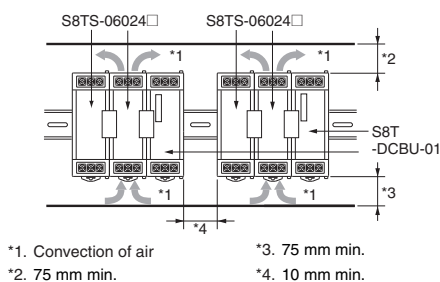 S8TS-06024□ S8TS-06024□
*1 *1 *2
S8T
-DCBU-01
*1 *1 *3
*4
*1. Convection of air *3. 75 mm min.
*2. 75 mm min. *4. 10 mm min.